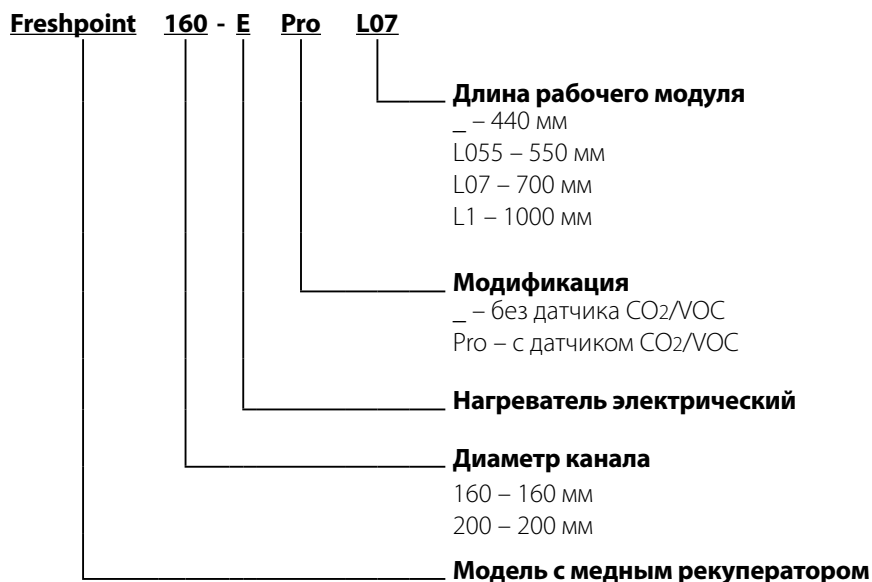 Freshpoint 160 - E Pro L07
Длина рабочего модуля
_ – 440 мм
L055 – 550 мм
L07 – 700 мм
L1 – 1000 мм
Модификация
_ – без датчика CO2/VOC
Pro – с датчиком CO2/VOC
Нагреватель электрический
Диаметр канала
160 – 160 мм
200 – 200 мм
Модель с медным рекуператором